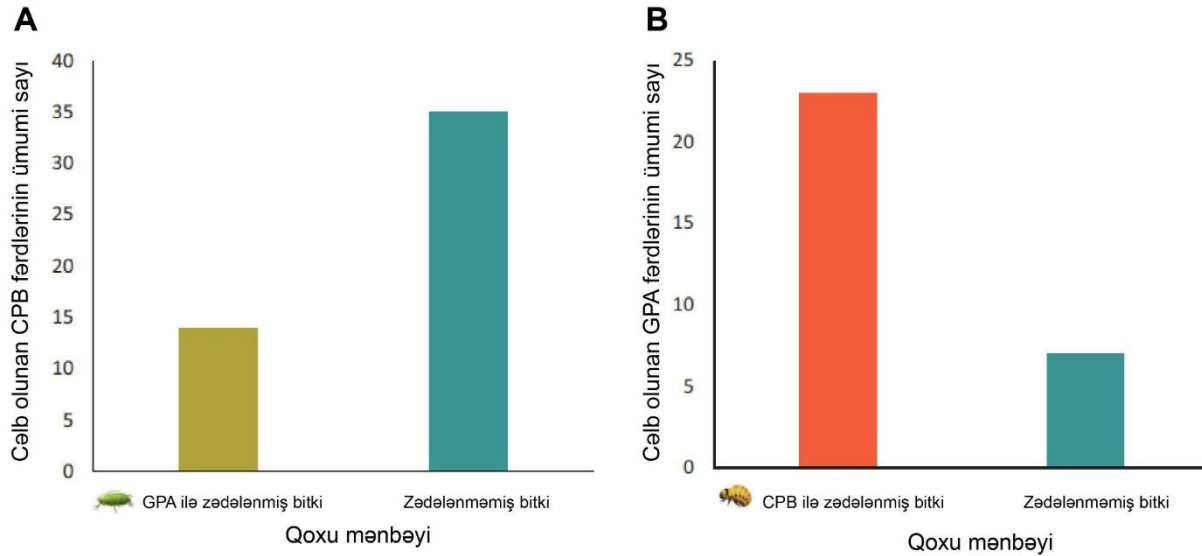 A
Cəlb olunan CPB fərdlərinin ümumi sayı
40
35
30
25
20
15
10
5
0
GPA ilə zədələnmiş bitki
Zədələnməmiş bitki
Qoxu mənbəyi
B
Cəlb olunan GPA fərdlərinin ümumi sayı
25
20
15
10
5
0
CPB ilə zədələnmiş bitki
Zədələnməmiş bitki
Qoxu mənbəyi